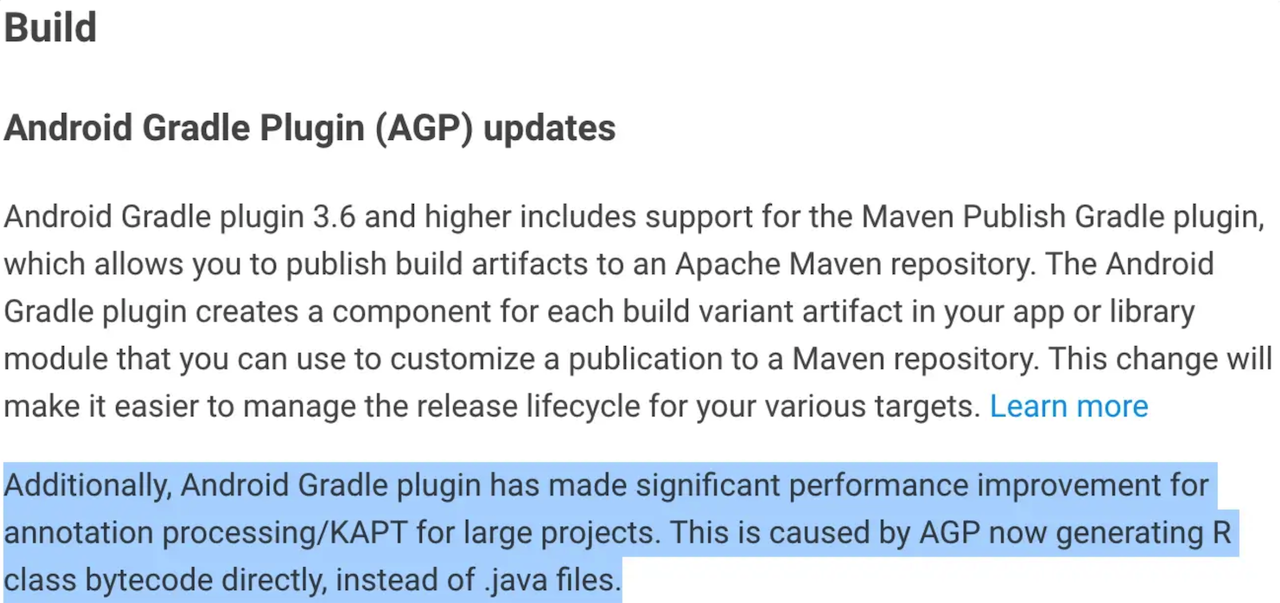 Build
Android Gradle Plugin (AGP) updates
Android Gradle plugin 3.6 and higher includes support for the Maven Publish Gradle plugin,
which allows you to publish build artifacts to an Apache Maven repository. The Android
Gradle plugin creates a component for each build variant artifact in your app or library
module that you can use to customize a publication to a Maven repository. This change will
make it easier to manage the release lifecycle for your various targets. Learn more
Additionally, Android Gradle plugin has made significant performance improvement for
annotation processing/KAPT for large projects. This is caused by AGP now generating R
class bytecode directly, instead of .java files.